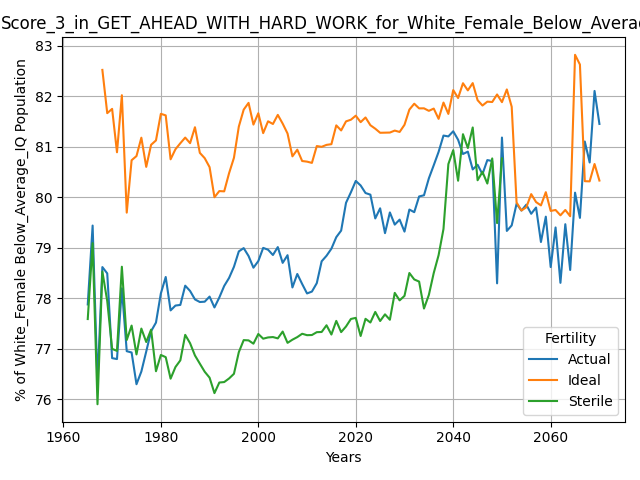 Score_3_in_GET_AHEAD_WITH_HARD_WORK_for_White_Female_Below_Avera
% of White_Female Below_Average_IQ Population
83
82
81
80
79
78
77
76
1960
1980
2000
2020
2040
2060
Years
Fertility
Actual
Ideal
Sterile